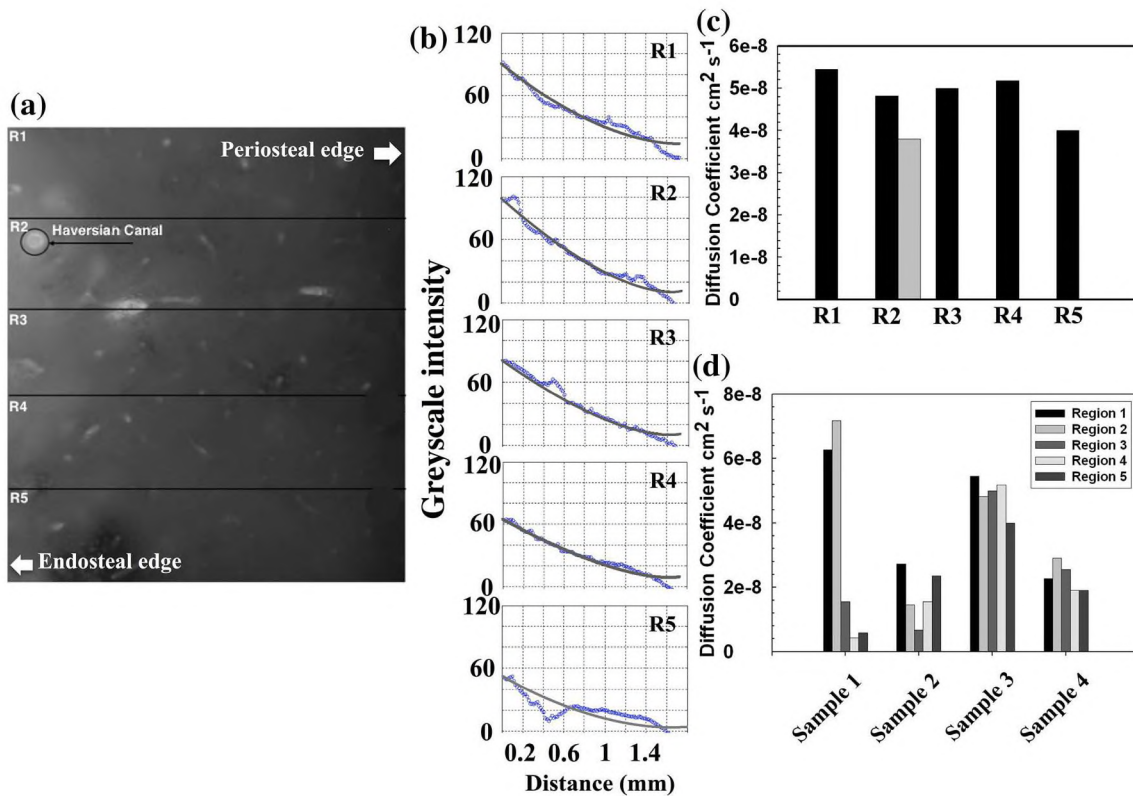 (a)
R1
Periosteal edge
R2
Haversian Canal
R3
R4
R5
Endosteal edge
(b)
Greyscale intensity
120
60
0
R1
120
60
0
R2
120
60
0
R3
120
60
0
R4
120
60
0
R5
0.2 0.6 1 1.4
Distance (mm)
(c)
Diffusion Coefficient cm² s⁻¹
6e-8
5e-8
4e-8
3e-8
2e-8
1e-8
0
R1 R2 R3 R4 R5
(d)
Diffusion Coefficient cm² s⁻¹
8e-8
6e-8
4e-8
2e-8
0
Region 1
Region 2
Region 3
Region 4
Region 5
Sample 1
Sample 2
Sample 3
Sample 4